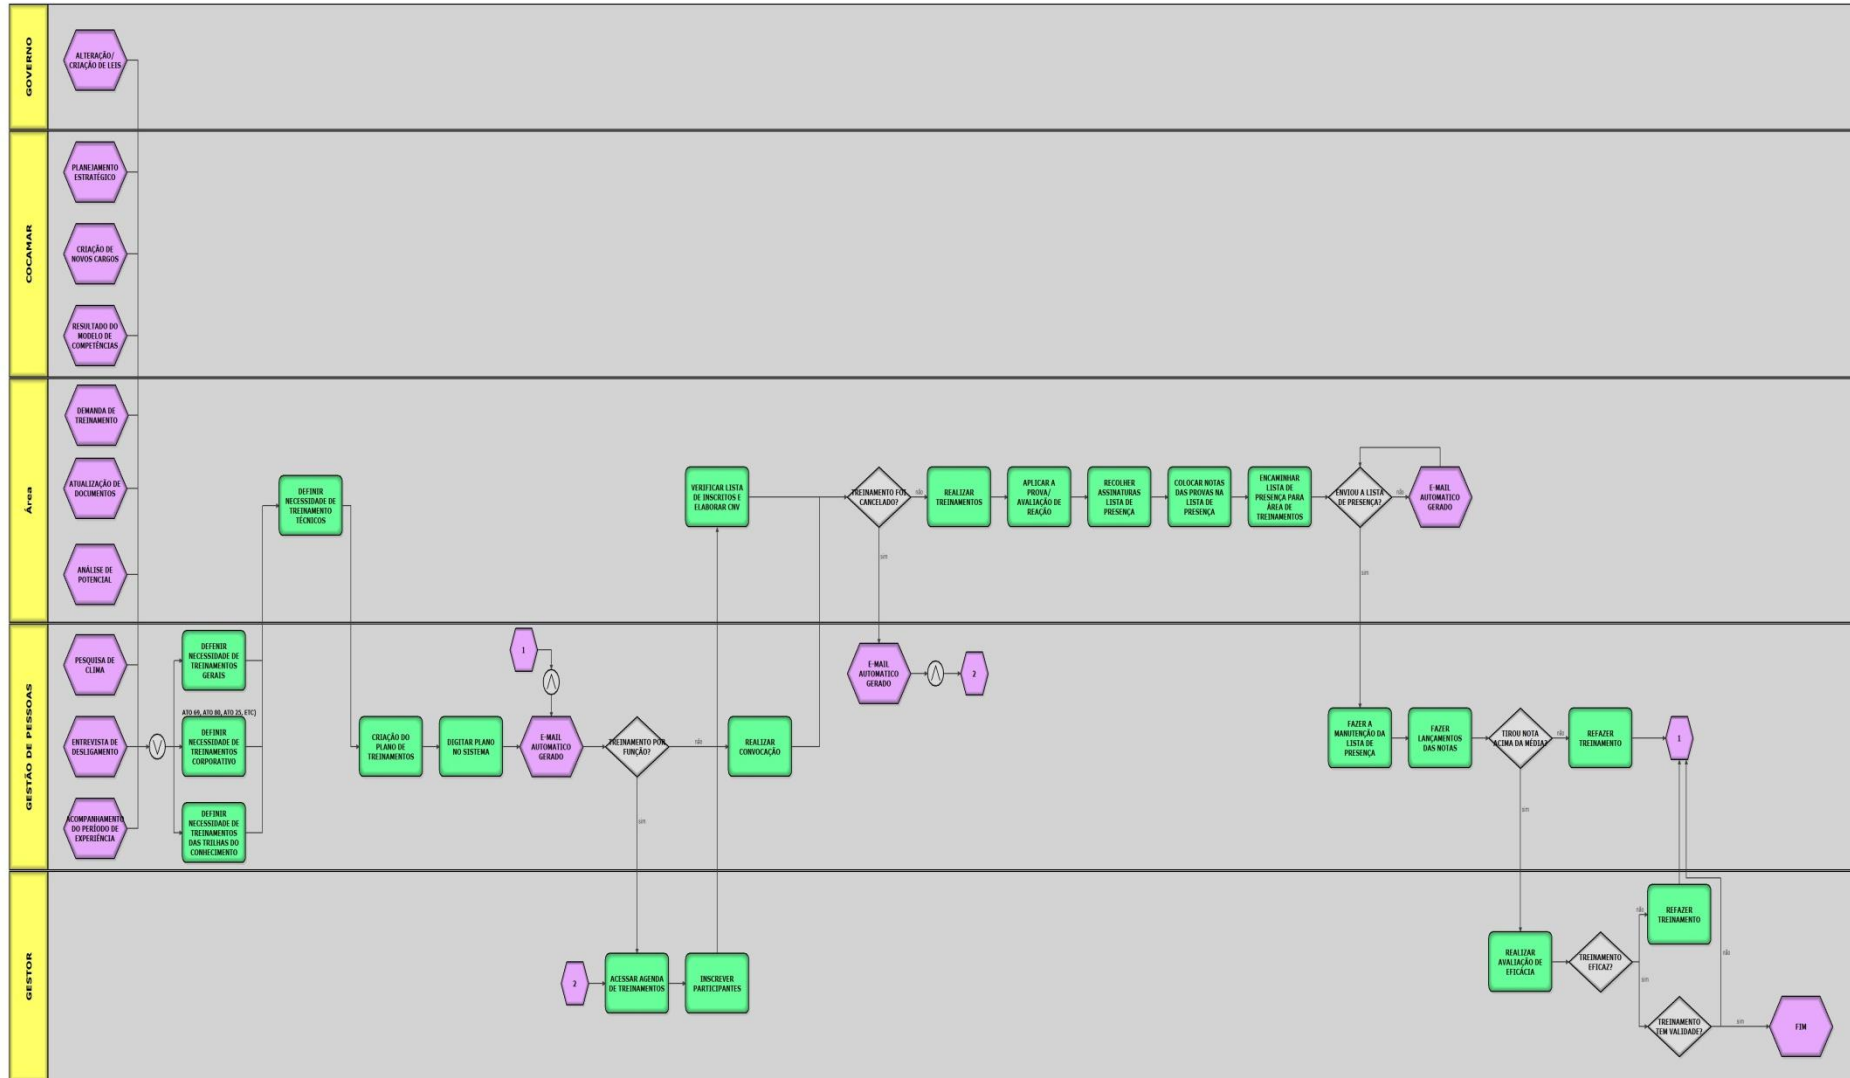 GOVERNO
ALTERAÇÃO/
CRIAÇÃO DE LEIS
COCAMAR
PLANEJAMENTO
ESTRATÉGICO
CRIAÇÃO DE
NOVOS CARGOS
RESULTADO DO
MODELO DE
COMPETÊNCIAS
Área
DEMANDA DE
TREINAMENTO
ATUALIZAÇÃO DE
DOCUMENTOS
ANÁLISE DE
POTENCIAL
DEFINIR
NECESSIDADE DE
TREINAMENTO
TÉCNICOS
VERIFICAR LISTA
DE INSCRITOS E
ELABORAR CNV
TREINAMENTO FOI
CANCELADO?
não
sim
REALIZAR
TREINAMENTOS
APLICAR A
PROVA/
AVALIAÇÃO DE
REAÇÃO
RECOLHER
ASSINATURAS
LISTA DE
PRESENÇA
COLOCAR NOTAS
DAS PROVAS NA
LISTA DE
PRESENÇA
ENCAMINHAR
LISTA DE
PRESENÇA PARA
ÁREA DE
TREINAMENTOS
ENVIOU A LISTA
DE PRESENÇA?
não
sim
E-MAIL
AUTOMATICO
GERADO
GESTÃO DE PESSOAS
PESQUISA DE
CLIMA
ENTREVISTA DE
DESLIGAMENTO
ACOMPANHAMENTO
DO PERÍODO DE
EXPERIÊNCIA
V
DEFENIR
NECESSIDADE DE
TREINAMENTOS
GERAIS
ATO 69, ATO 80, ATO 25, ETC)
DEFINIR
NECESSIDADE DE
TREINAMENTOS
CORPORATIVO
DEFINIR
NECESSIDADE DE
TREINAMENTOS
DAS TRILHAS DO
CONHECIMENTO
CRIAÇÃO DO
PLANO DE
TREINAMENTOS
DIGITAR PLANO
NO SISTEMA
1
Λ
E-MAIL
AUTOMATICO
GERADO
TREINAMENTO POR
FUNÇÃO?
não
sim
REALIZAR
CONVOCAÇÃO
E-MAIL
AUTOMATICO
GERADO
Λ
2
FAZER A
MANUTENÇÃO DA
LISTA DE
PRESENÇA
FAZER
LANÇAMENTOS
DAS NOTAS
TIROU NOTA
ACIMA DA MÉDIA?
não
sim
REFAZER
TREINAMENTO
1
GESTOR
2
ACESSAR AGENDA
DE TREINAMENTOS
INSCREVER
PARTICIPANTES
REALIZAR
AVALIAÇÃO DE
EFICÁCIA
TREINAMENTO
EFICAZ?
não
sim
REFAZER
TREINAMENTO
TREINAMENTO
TEM VALIDADE?
não
sim
FIM